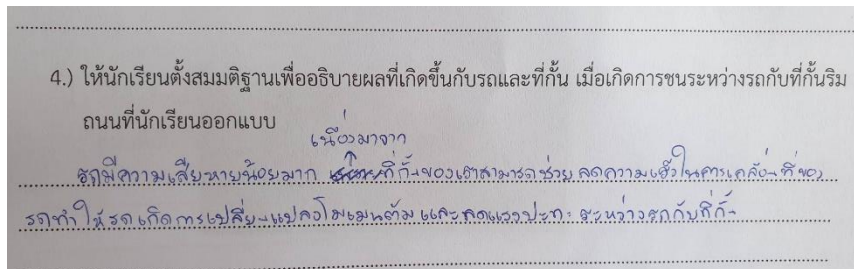 4.) ให้นักเรียนตั้งสมมติฐานเพื่ออธิบายผลที่เกิดขึ้นกับรถและที่กั้น เมื่อเกิดการชนระหว่างรถกับที่กั้นริม
ถนนที่นักเรียนออกแบบ
เนื่องมาจาก
รถมีความเสียหายน้อยมาก ที่กั้นของเราสามารถช่วยลดความเร็วในการเคลื่อนที่ของ
รถทำให้รถเกิดการเปลี่ยนแปลงโมเมนตัม และลดแรงปะทะระหว่างรถกับที่กั้น